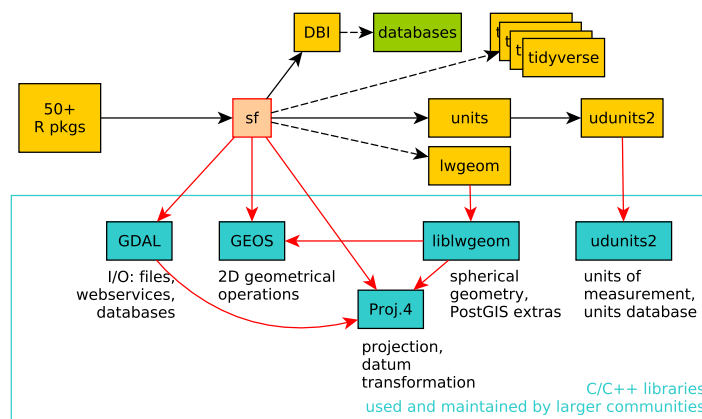 DBI
databases
t
t
t
tidyverse
50+
R pkgs
sf
units
udunits2
lwgeom
GDAL
GEOS
liblwgeom
udunits2
I/O: files,
webservices,
databases
2D geometrical
operations
spherical
geometry,
PostGIS extras
units of
measurement,
units database
Proj.4
projection,
datum
transformation
C/C++ libraries
used and maintained by larger communities